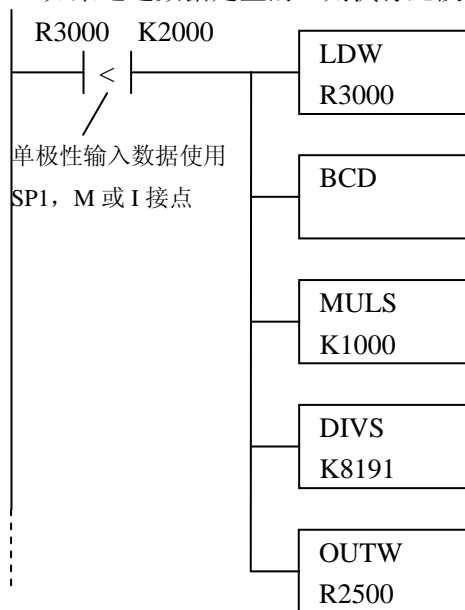 R3000 K2000
<
单极性输入数据使用
SP1，M 或 I 接点
LDW
R3000
BCD
MULS
K1000
DIVS
K8191
OUTW
R2500